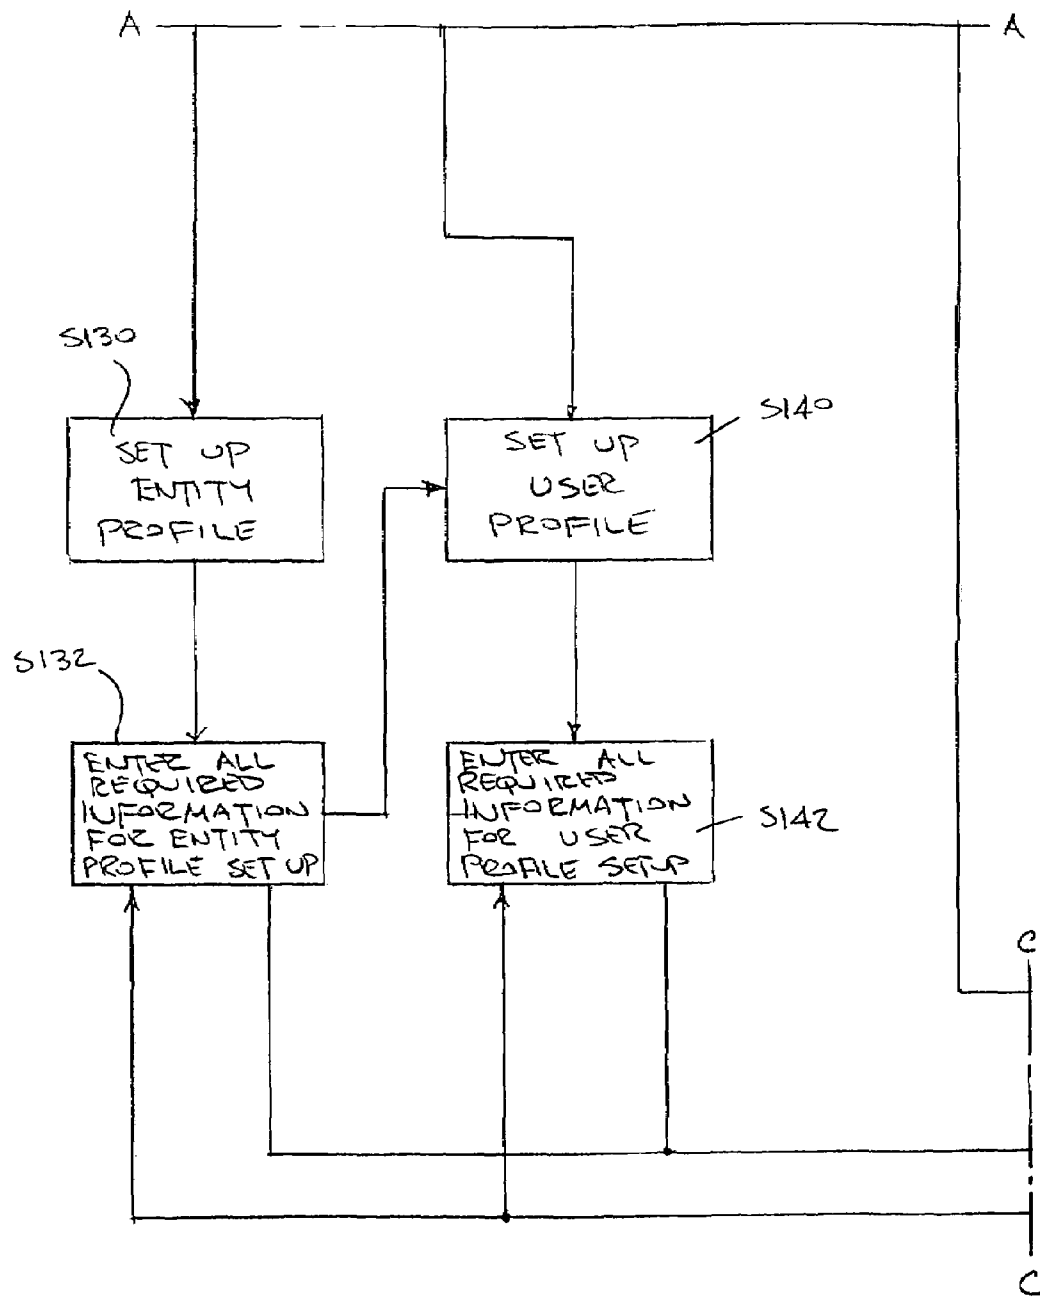 A
A
S130
SET UP
ENTITY
PROFILE
S140
SET UP
USER
PROFILE
S132
ENTER ALL
REQUIRED
INFORMATION
FOR ENTITY
PROFILE SET UP
ENTER ALL
REQUIRED
INFORMATION
FOR USER
PROFILE SETUP
S142
C
C